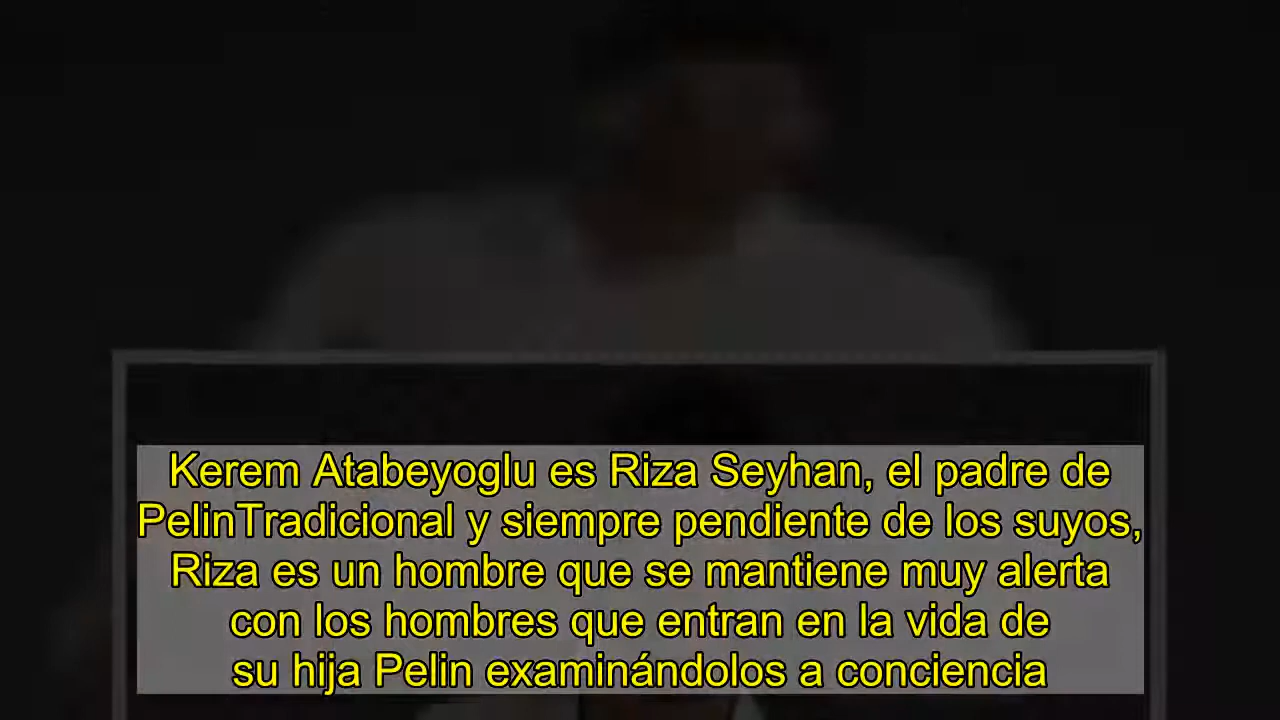 Kerem Atabeyoglu es Riza Seyhan, el padre de
PelinTradicional y siempre pendiente de los suyos,
Riza es un hombre que se mantiene muy alerta
con los hombres que entran en la vida de
su hija Pelin examinándolos a conciencia